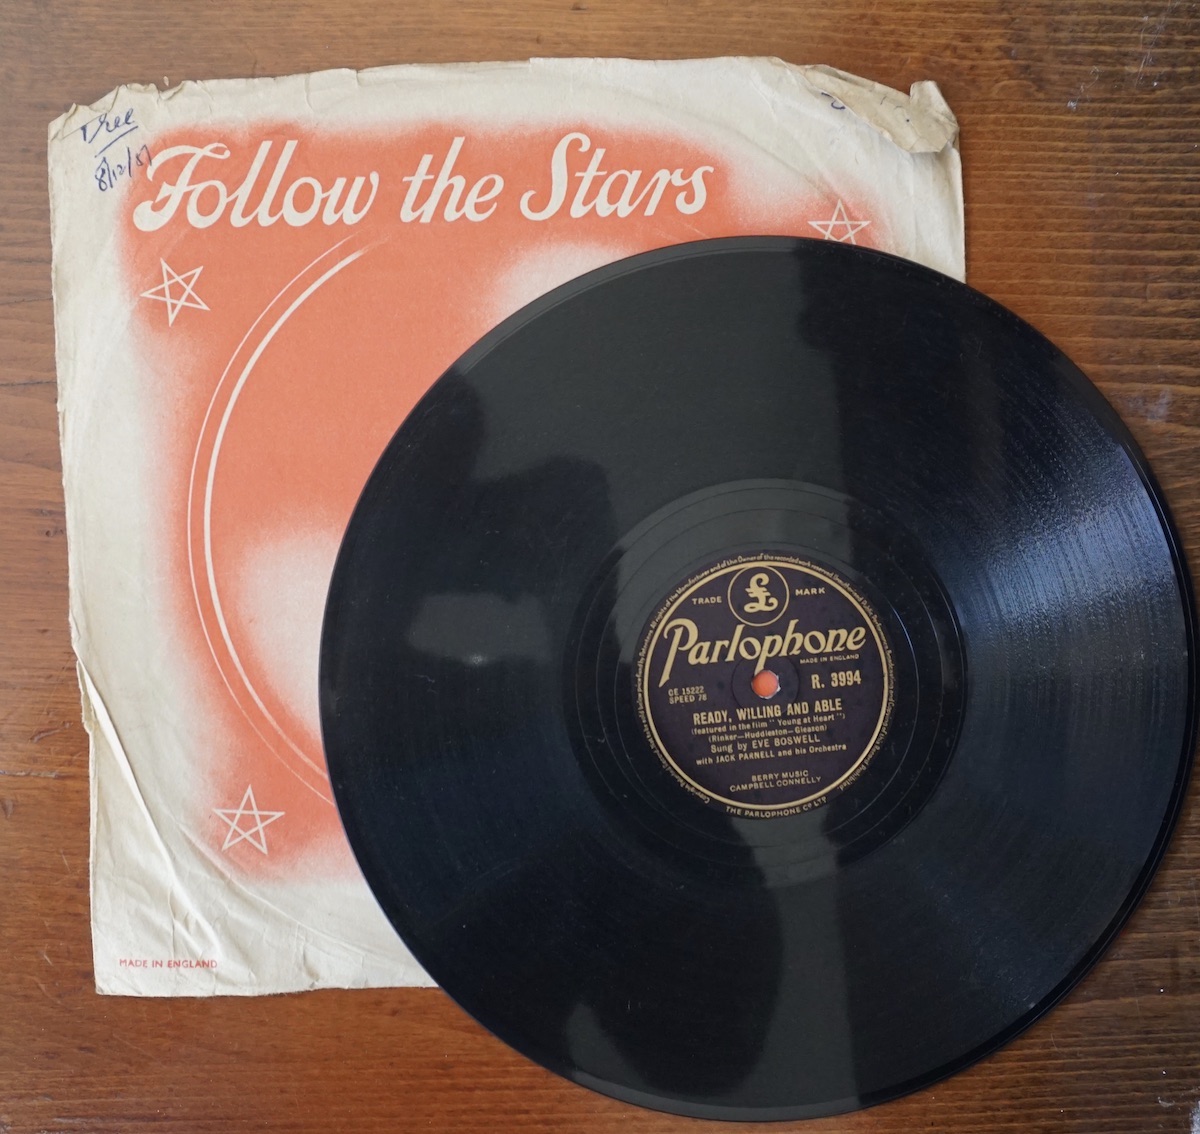 8/12/81
Follow the Stars
MADE IN ENGLAND
TRADE £ MARK
Parlophone
MADE IN ENGLAND
CE 15222
SPEED 78
R. 3994
READY, WILLING AND ABLE
(featured in the film "Young at Heart")
(Rinker—Huddleston—Gleason)
Sung by EVE BOSWELL
with JACK PARNELL and his Orchestra
BERRY MUSIC
CAMPBELL CONNELLY
THE PARLOPHONE CO LTD